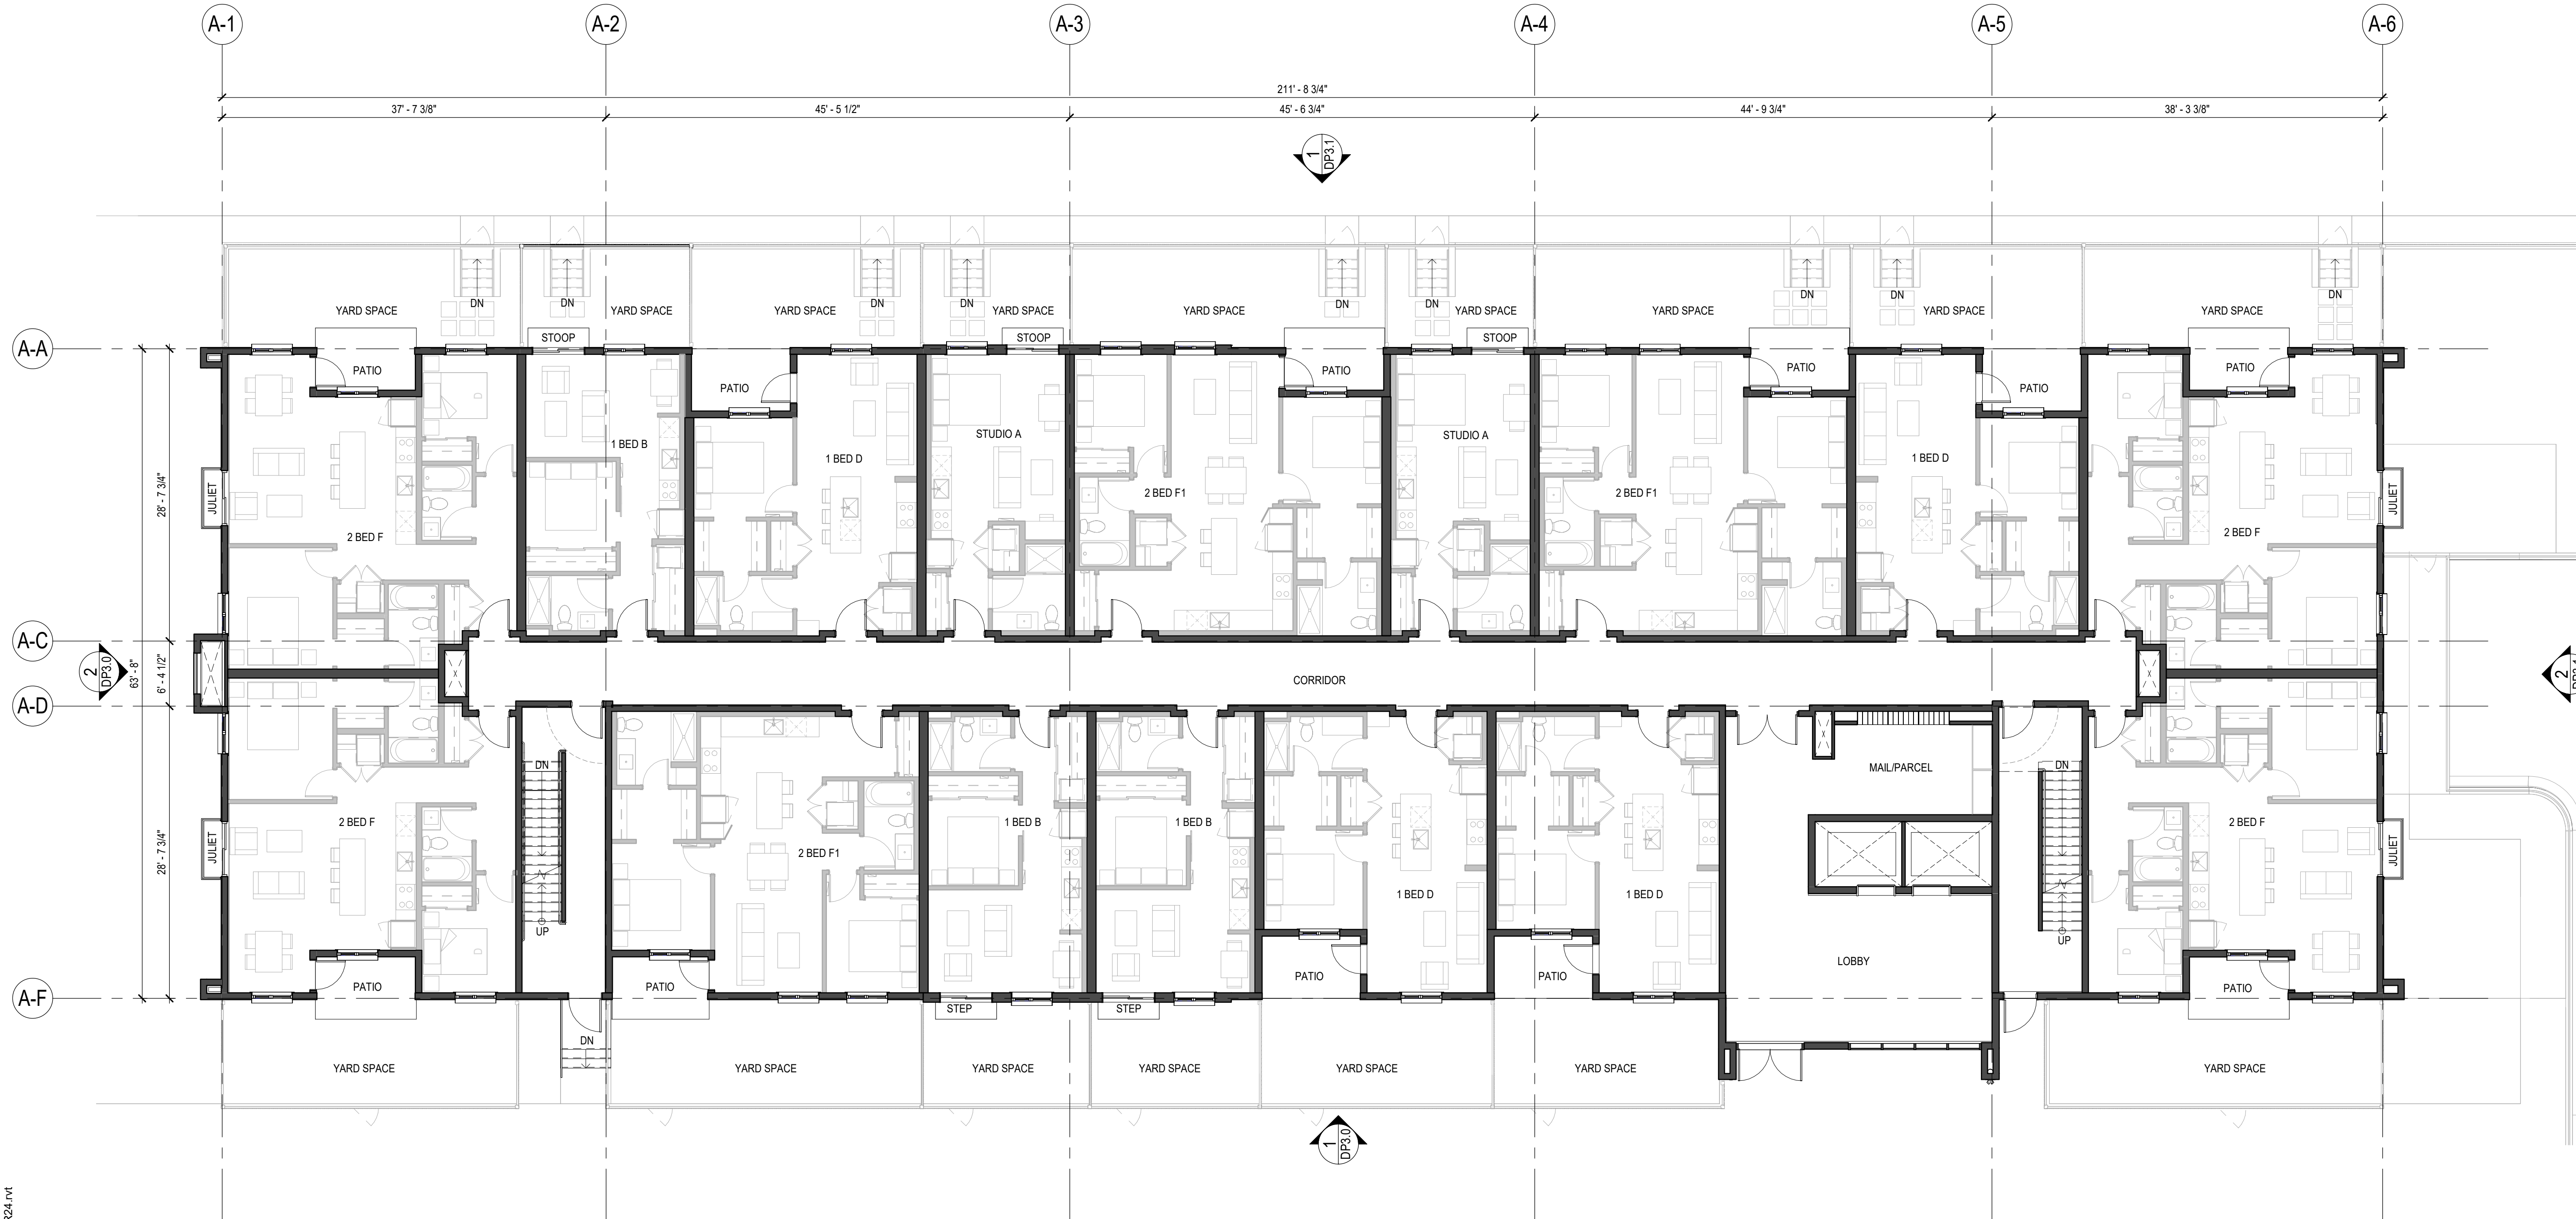 A-1
A-2
A-3
A-4
A-5
A-6
211' - 8 3/4"
37' - 7 3/8"
45' - 5 1/2"
45' - 6 3/4"
44' - 9 3/4"
38' - 3 3/8"
1
DP3.1
DN
DN
DN
DN
DN
DN
DN
DN
DN
YARD SPACE
YARD SPACE
YARD SPACE
YARD SPACE
YARD SPACE
YARD SPACE
YARD SPACE
YARD SPACE
YARD SPACE
STOOP
STOOP
STOOP
A-A
PATIO
PATIO
PATIO
PATIO
PATIO
PATIO
1 BED B
STUDIO A
STUDIO A
1 BED D
1 BED D
2 BED F1
2 BED F1
28' - 7 3/4"
JULIET
JULIET
2 BED F
2 BED F
A-C
2
DP3.0
63' - 8"
6' - 4 1/2"
CORRIDOR
2
A-D
DN
MAIL/PARCEL
DN
28' - 7 3/4"
JULIET
2 BED F
1 BED B
1 BED B
2 BED F
JULIET
2 BED F1
1 BED D
1 BED D
UP
UP
LOBBY
PATIO
PATIO
PATIO
PATIO
PATIO
A-F
STEP
STEP
DN
YARD SPACE
YARD SPACE
YARD SPACE
YARD SPACE
YARD SPACE
YARD SPACE
YARD SPACE
1
DP3.0
R24.rvt